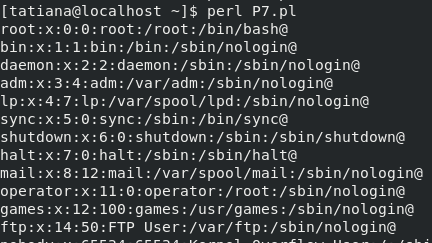 [tatiana@localhost ~]$ perl P7.pl
root:x:0:0:root:/root:/bin/bash@
bin:x:1:1:bin:/bin:/sbin/nologin@
daemon:x:2:2:daemon:/sbin:/sbin/nologin@
adm:x:3:4:adm:/var/adm:/sbin/nologin@
lp:x:4:7:lp:/var/spool/lpd:/sbin/nologin@
sync:x:5:0:sync:/sbin:/bin/sync@
shutdown:x:6:0:shutdown:/sbin:/sbin/shutdown@
halt:x:7:0:halt:/sbin:/sbin/halt@
mail:x:8:12:mail:/var/spool/mail:/sbin/nologin@
operator:x:11:0:operator:/root:/sbin/nologin@
games:x:12:100:games:/usr/games:/sbin/nologin@
ftp:x:14:50:FTP User:/var/ftp:/sbin/nologin@